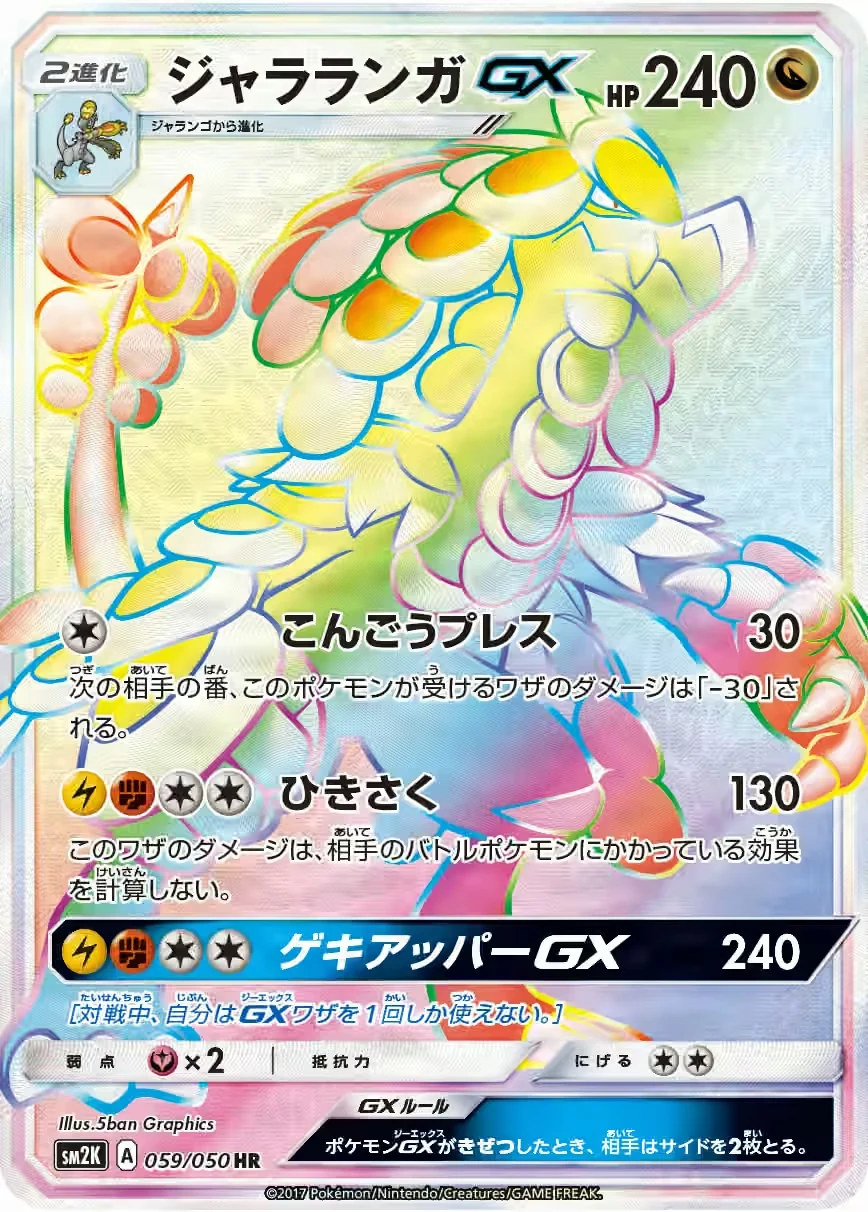 2進化
ジャラランガGX HP240
ジャランゴから進化
こんごうプレス 30
次の相手の番、このポケモンが受けるワザのダメージは「-30」さ
れる。
ひきさく 130
このワザのダメージは、相手のバトルポケモンにかかっている効果
を計算しない。
ゲキアッパーGX 240
[対戦中、自分はGXワザを1回しか使えない。]
弱点 ×2 抵抗力 にげる
Illus.5ban Graphics
GXルール
ポケモンGXがきぜつしたとき、相手はサイドを2枚とる。
SM2K A 059/050 HR
©2017 Pokémon/Nintendo/Creatures/GAME FREAK.